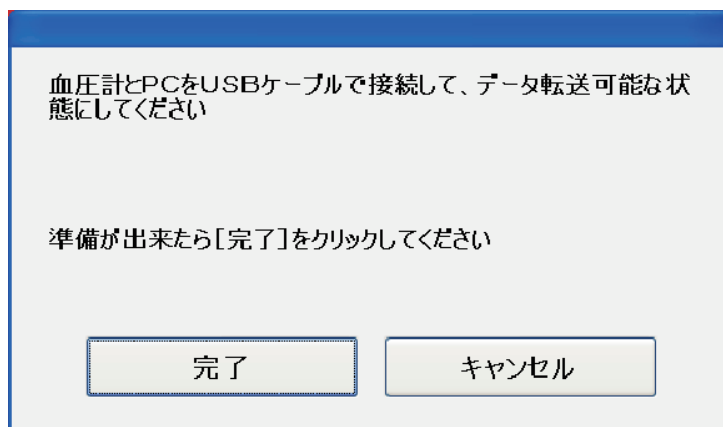 血圧計とPCをUSBケーブルで接続して、データ転送可能な状
態にしてください
準備が出来たら[完了]をクリックしてください
完了
キャンセル